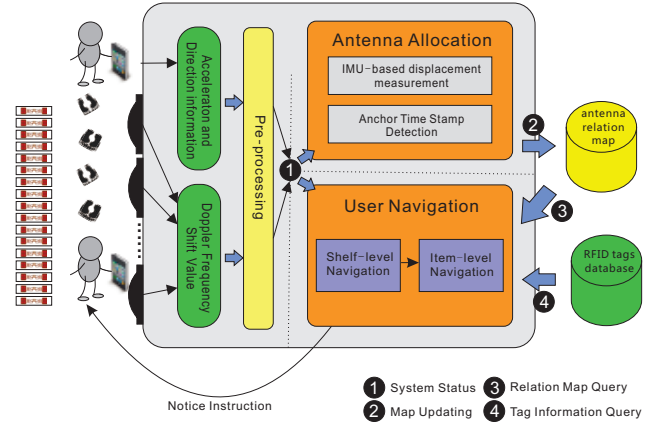 Acceleraton and
Direction information
Doppler Frequency
Shift Value
Pre-processing
1
Antenna Allocation
IMU-based displacement
measurement
Anchor Time Stamp
Detection
2
antenna
relation
map
3
User Navigation
Shelf-level
Navigation
Item-level
Navigation
RFID tags
database
4
Notice Instruction
1 System Status
3 Relation Map Query
2 Map Updating
4 Tag Information Query